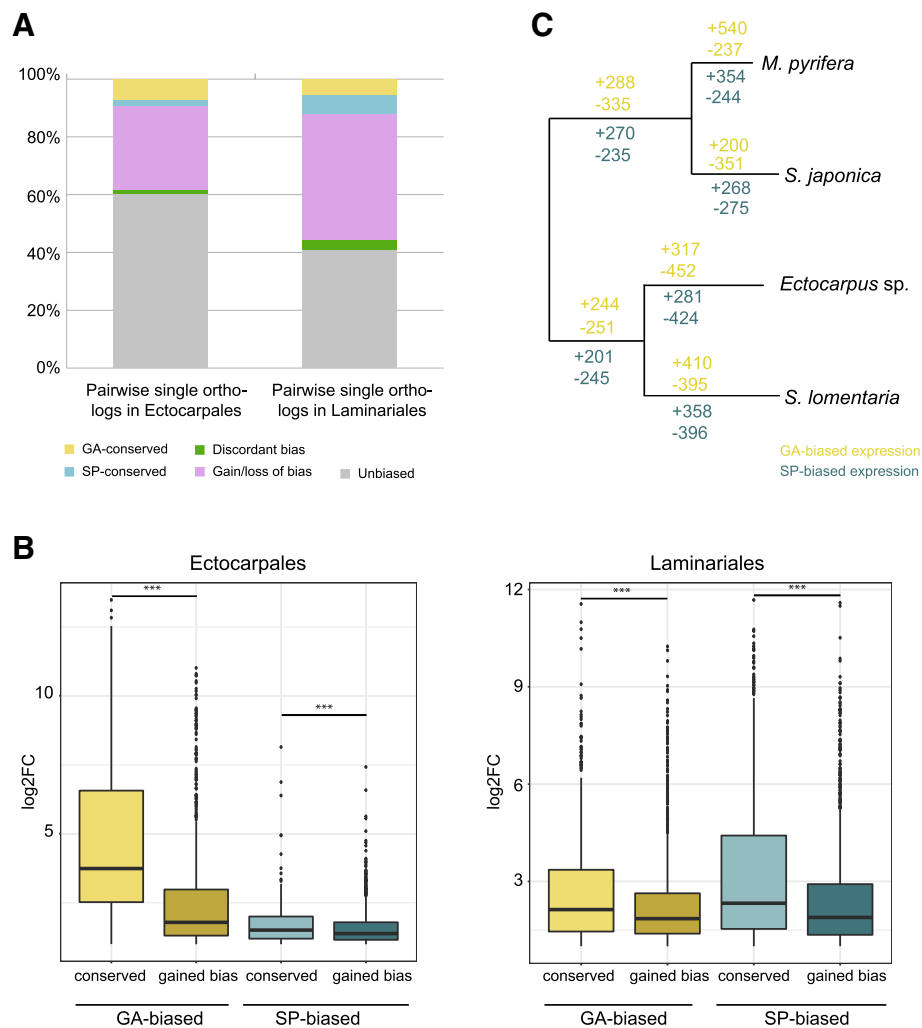 A
100%
80%
60%
40%
20%
0%
Pairwise single ortho-
logs in Ectocarpales
Pairwise single ortho-
logs in Laminariales
GA-conserved
Discordant bias
SP-conserved
Gain/loss of bias
Unbiased
C
+540
-237
+354
-244
M. pyrifera
+288
-335
+270
-235
+200
-351
+268
-275
S. japonica
+317
-452
+281
-424
Ectocarpus sp.
+244
-251
+201
-245
+410
-395
+358
-396
S. lomentaria
GA-biased expression
SP-biased expression
B
Ectocarpales
log2FC
10
5
***
***
conserved
gained bias
conserved
gained bias
GA-biased
SP-biased
Laminariales
log2FC
12
9
6
3
***
***
conserved
gained bias
conserved
gained bias
GA-biased
SP-biased